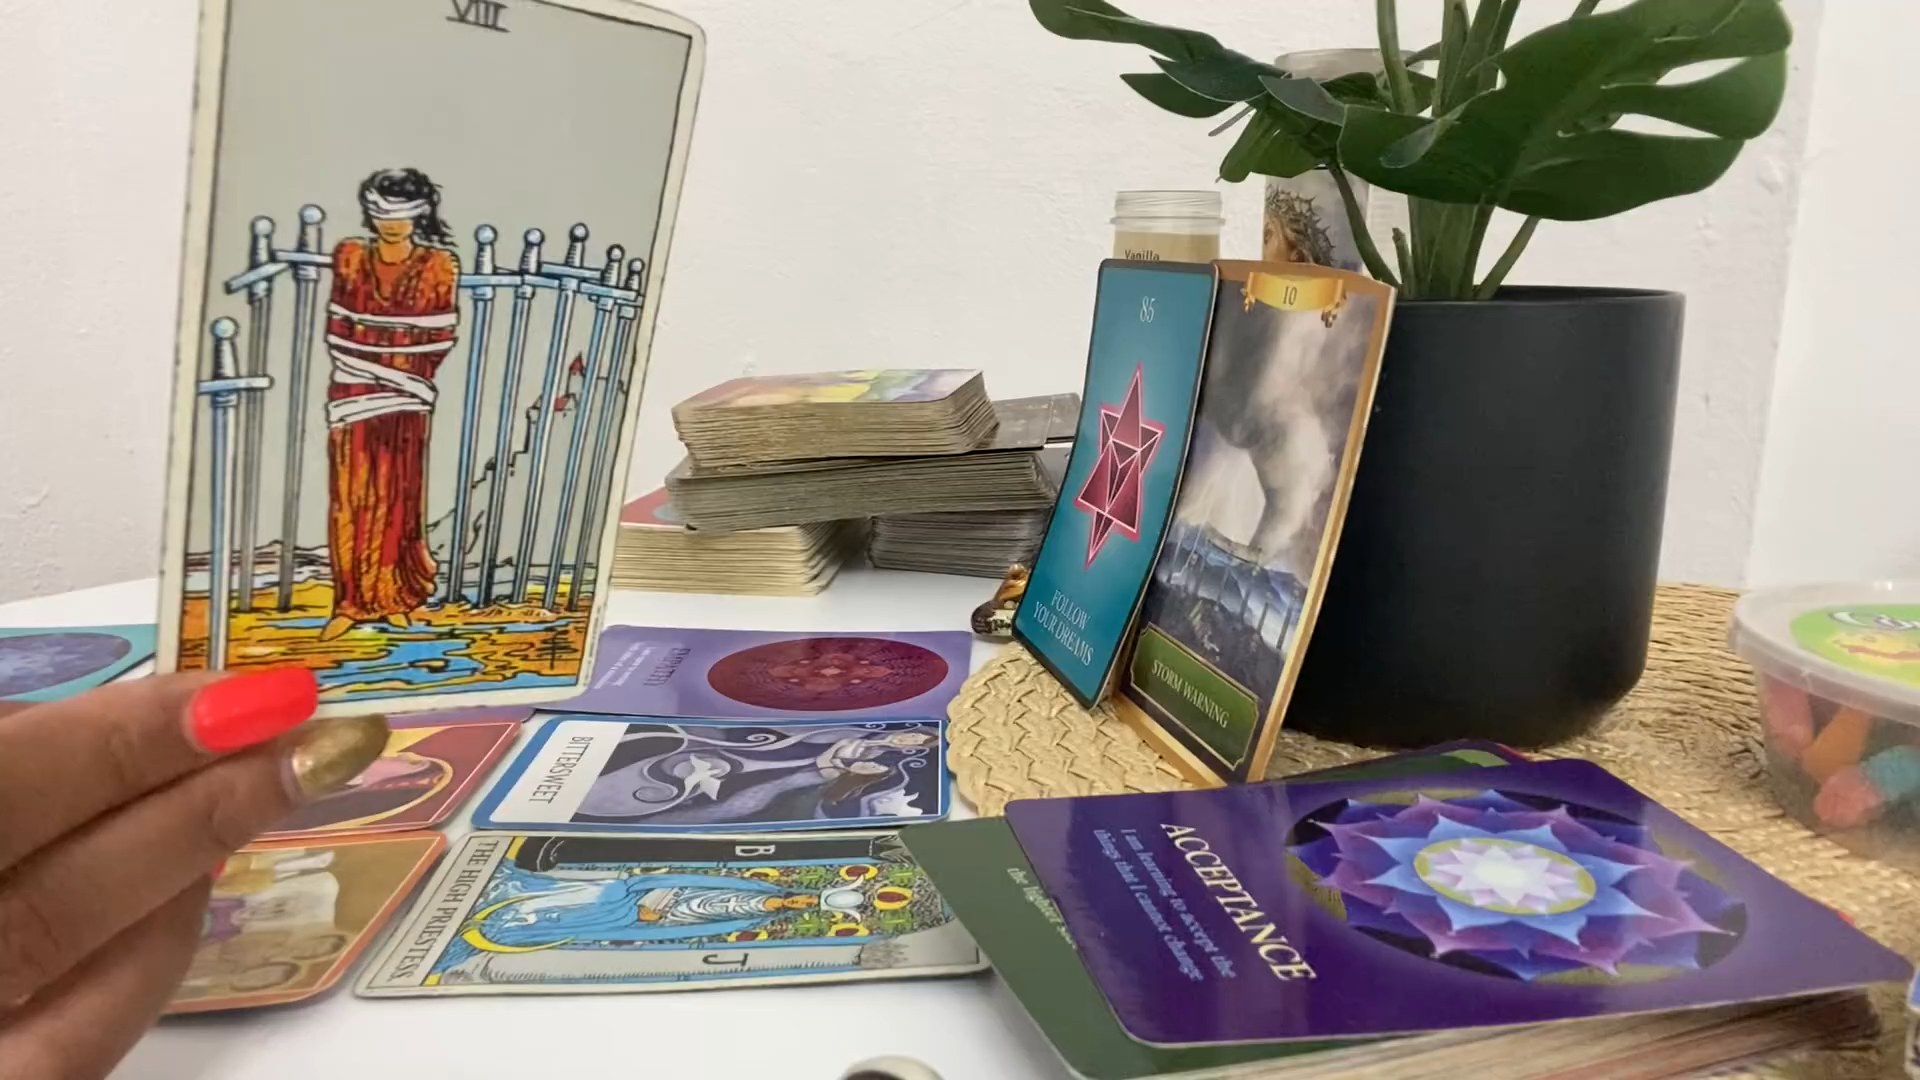 VIII
Vanilla
85
FOLLOW
YOUR DREAMS
10
STORM WARNING
EMPATHY
BITTERSWEET
THE HIGH PRIESTESS.
B
J
ACCEPTANCE
I am learning to accept the
things that I cannot change.